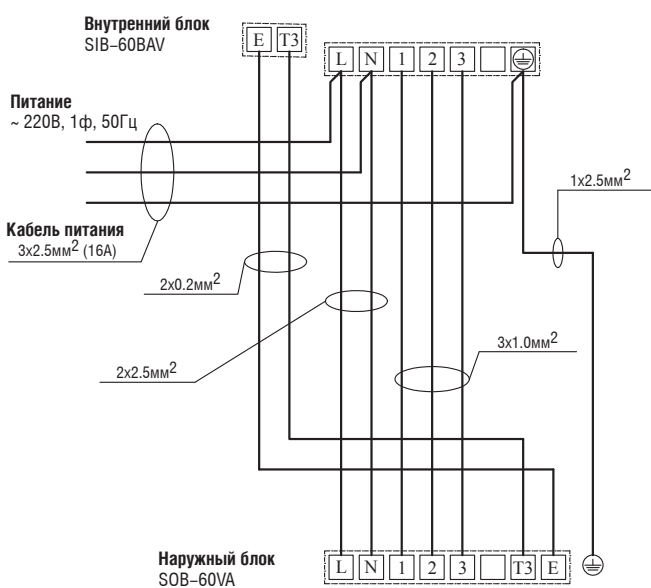 Внутренний блок
SIB–60BAV
E T3
L N 1 2 3
Питание
~ 220В, 1ф, 50Гц
1x2.5мм2
Кабель питания
3x2.5мм2 (16А)
2x0.2мм2
3x1.0мм2
2x2.5мм2
Наружный блок
SOB–60VA
L N 1 2 3 T3 E